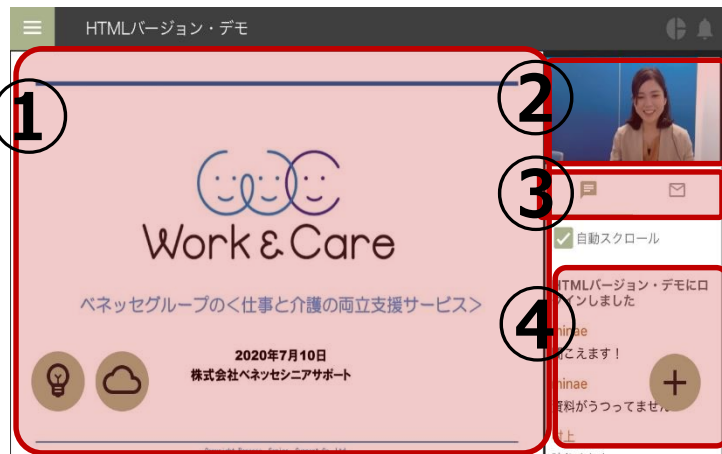 HTMLバージョン・デモ
①
Work & Care
ベネッセグループの<仕事と介護の両立支援サービス>
2020年7月10日
株式会社ベネッセシニアサポート
②
③
自動スクロール
④
HTMLバージョン・デモにロ
グインしました
hinae
こえます！
hinae
資料がうつってません
村上